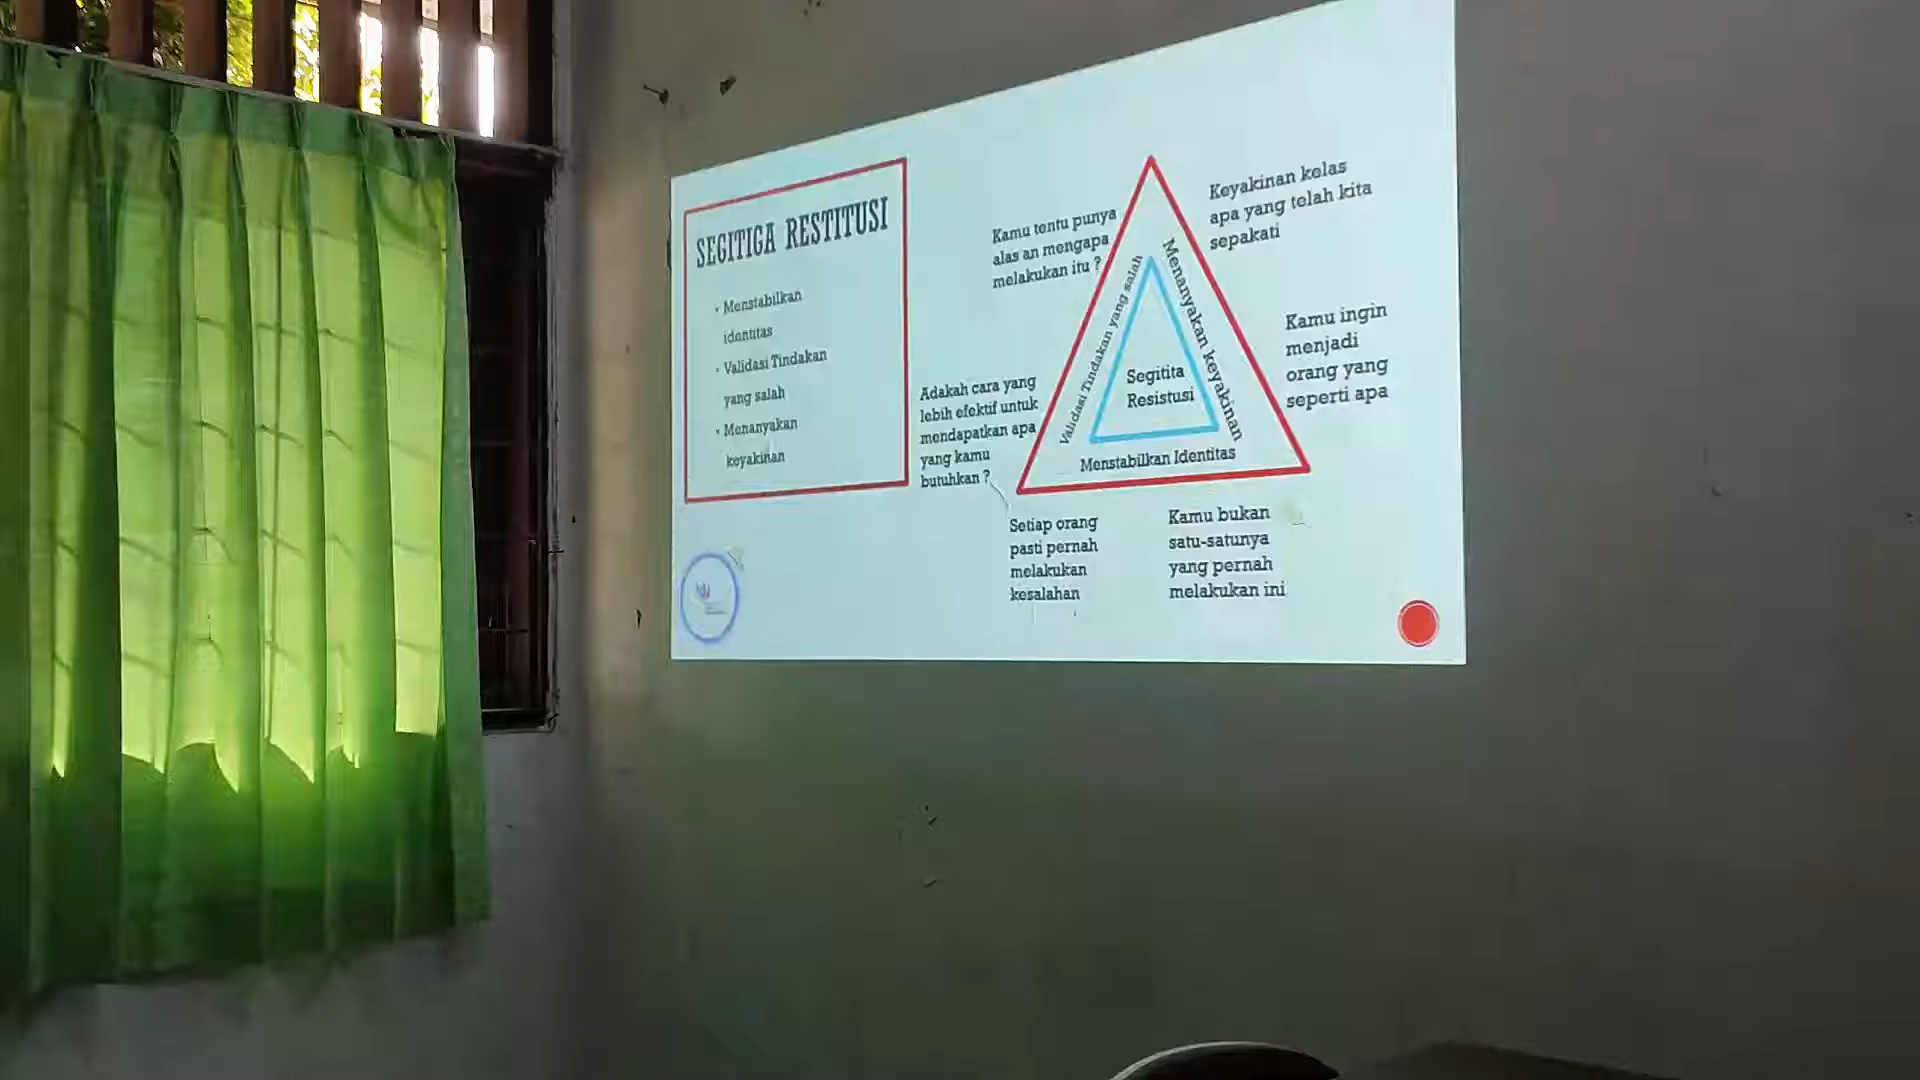 SEGITIGA RESTITUSI
• Menstabilkan
identitas
• Validasi Tindakan
yang salah
• Menanyakan
keyakinan
Kamu tentu punya
alas an mengapa
melakukan itu ?
Adakah cara yang
lebih efektif untuk
mendapatkan apa
yang kamu
butuhkan ?
Validasi Tindakan yang salah
Menanyakan keyakinan
Segitita
Resistusi
Menstabilkan Identitas
Keyakinan kelas
apa yang telah kita
sepakati
Kamu ingin
menjadi
orang yang
seperti apa
Setiap orang
pasti pernah
melakukan
kesalahan
Kamu bukan
satu-satunya
yang pernah
melakukan ini